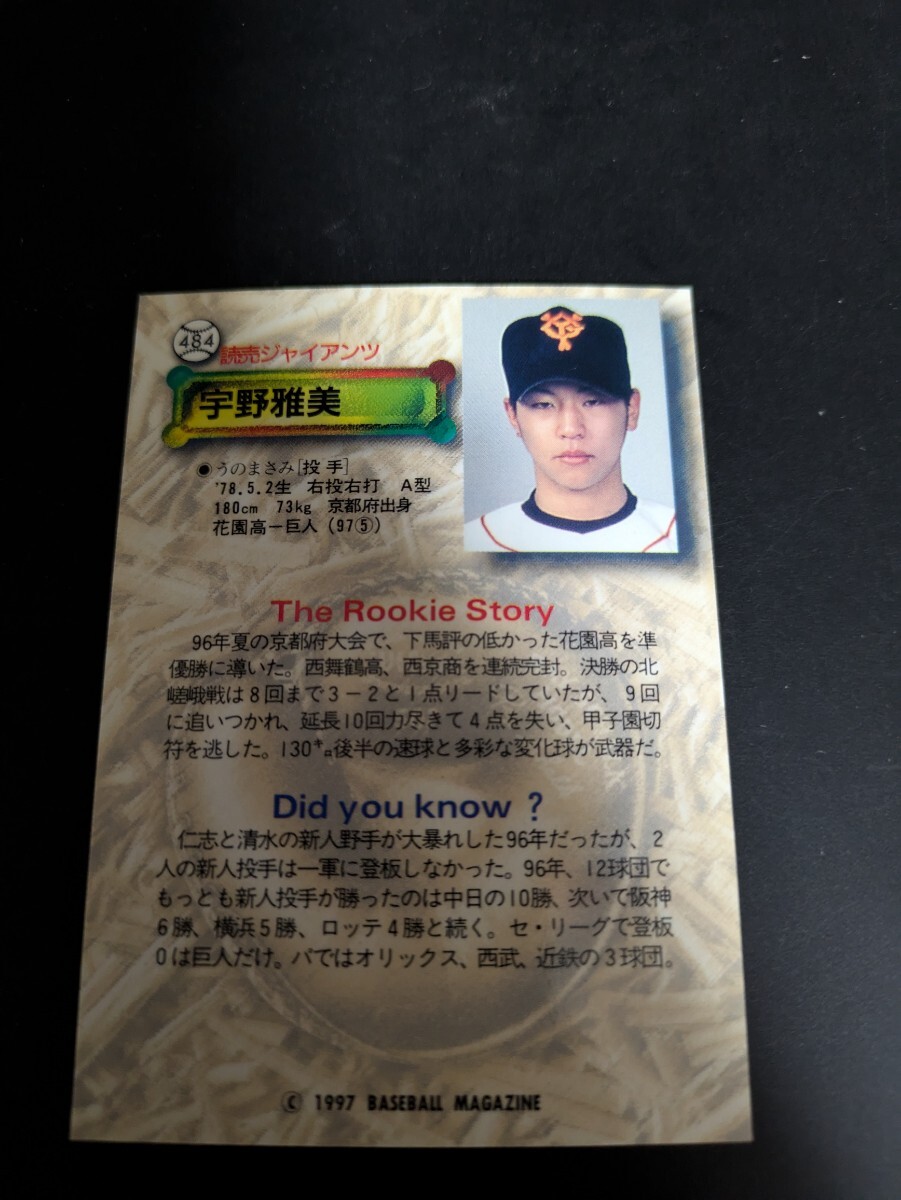 484
読売ジャイアンツ
宇野雅美
●うのまさみ[投手]
'78.5.2生 右投右打 A型
180cm 73kg 京都府出身
花園高ー巨人(97⑤)
The Rookie Story
96年夏の京都府大会で、下馬評の低かった花園高を準
優勝に導いた。西舞鶴高、西京商を連続完封。決勝の北
嵯峨戦は8回まで3－2と1点リードしていたが、9回
に追いつかれ、延長10回力尽きて4点を失い、甲子園切
符を逃した。130㌔後半の速球と多彩な変化球が武器だ。
Did you know ?
仁志と清水の新人野手が大暴れした96年だったが、2
人の新人投手は一軍に登板しなかった。96年、12球団で
もっとも新人投手が勝ったのは中日の10勝、次いで阪神
6勝、横浜5勝、ロッテ4勝と続く。セ・リーグで登板
0は巨人だけ。パではオリックス、西武、近鉄の3球団。
© 1997 BASEBALL MAGAZINE